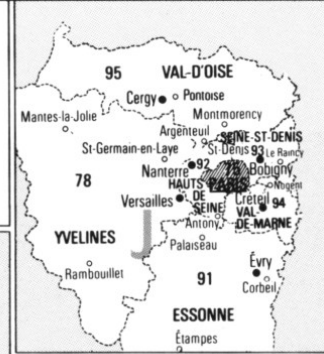 95 VAL-D'OISE
Cergy Pontoise
Mantes-la-Jolie
Montmorency
Argenteuil
SEINE-ST-DENIS
St-Germain-en-Laye
St-Denis 93 Le Raincy
Nanterre 92 75 Bobigny
78
HAUTS PARIS Nogent
Versailles DE Créteil 94
SEINE VAL-
DE-MARNE
J
Antony
YVELINES
Palaiseau
Rambouillet
91
Évry
Corbeil
ESSONNE
Étampes